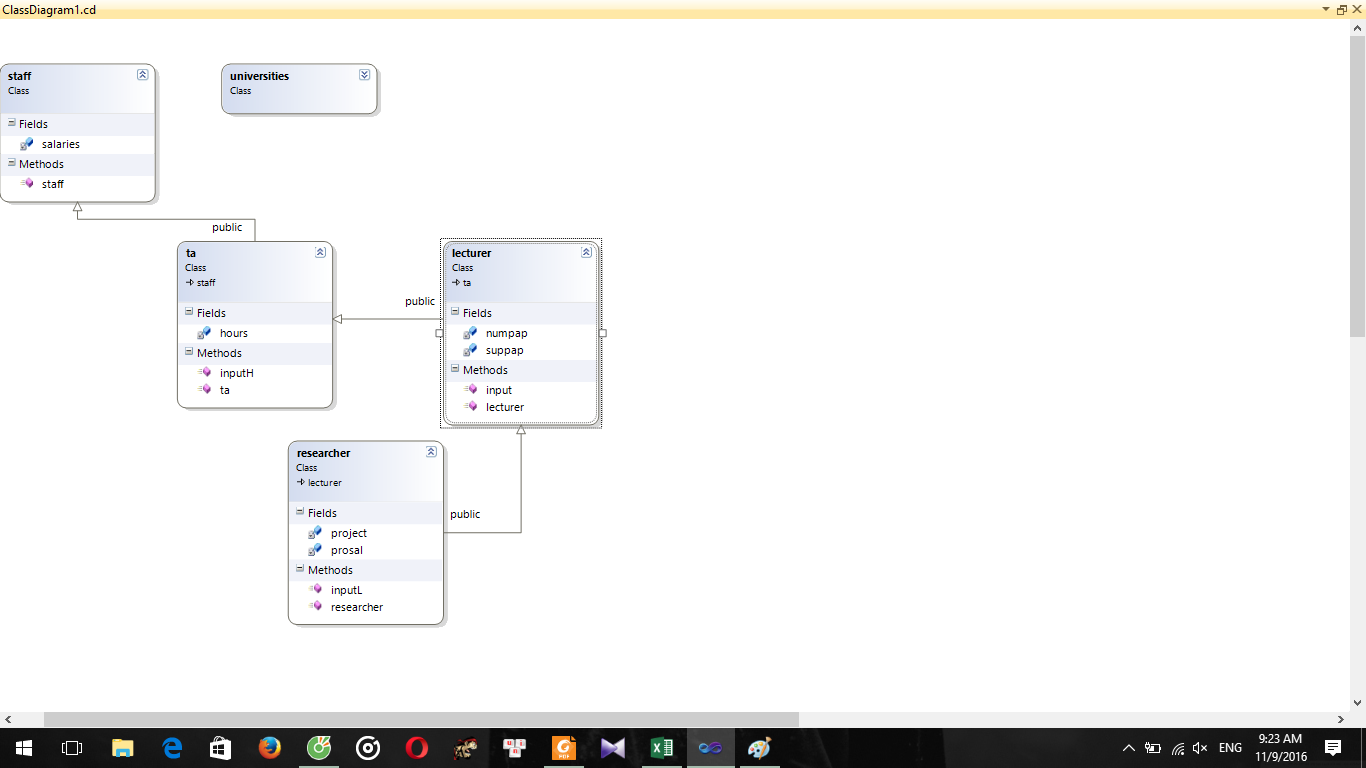 ClassDiagram1.cd
staff
Class
Fields
salaries
Methods
staff
universities
Class
public
ta
Class
staff
Fields
hours
Methods
inputH
ta
public
lecturer
Class
ta
Fields
numpap
suppap
Methods
input
lecturer
researcher
Class
lecturer
Fields
project
prosal
Methods
inputL
researcher
public
PDF
ENG
9:23 AM
11/9/2016